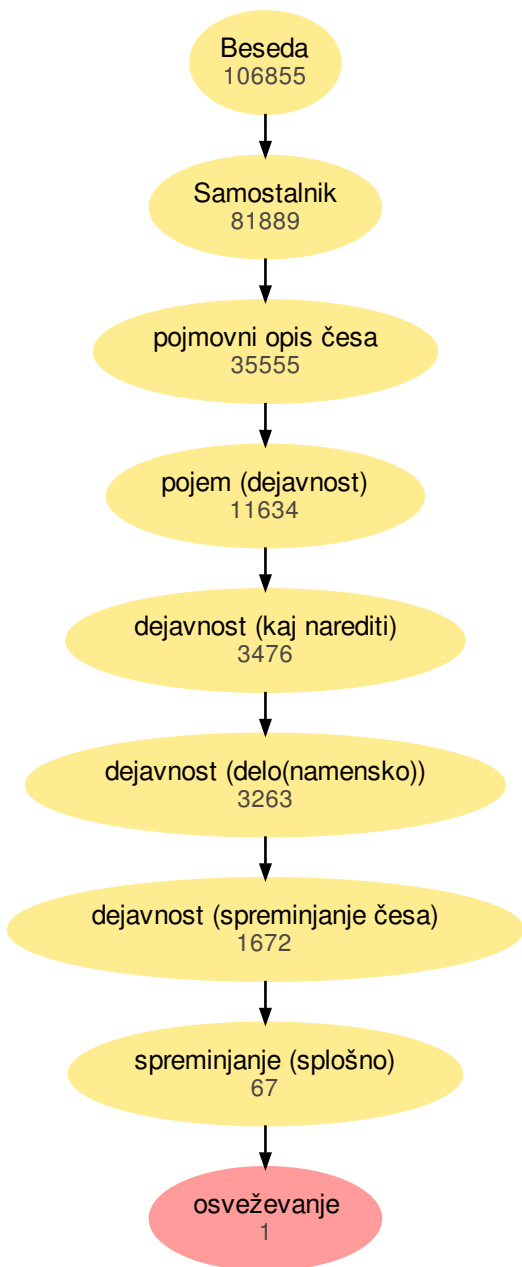 Beseda
106855
Samostalnik
81889
pojmovni opis česa
35555
pojem (dejavnost)
11634
dejavnost (kaj narediti)
3476
dejavnost (delo(namensko))
3263
dejavnost (spreminjanje česa)
1672
spreminjanje (splošno)
67
osveževanje
1